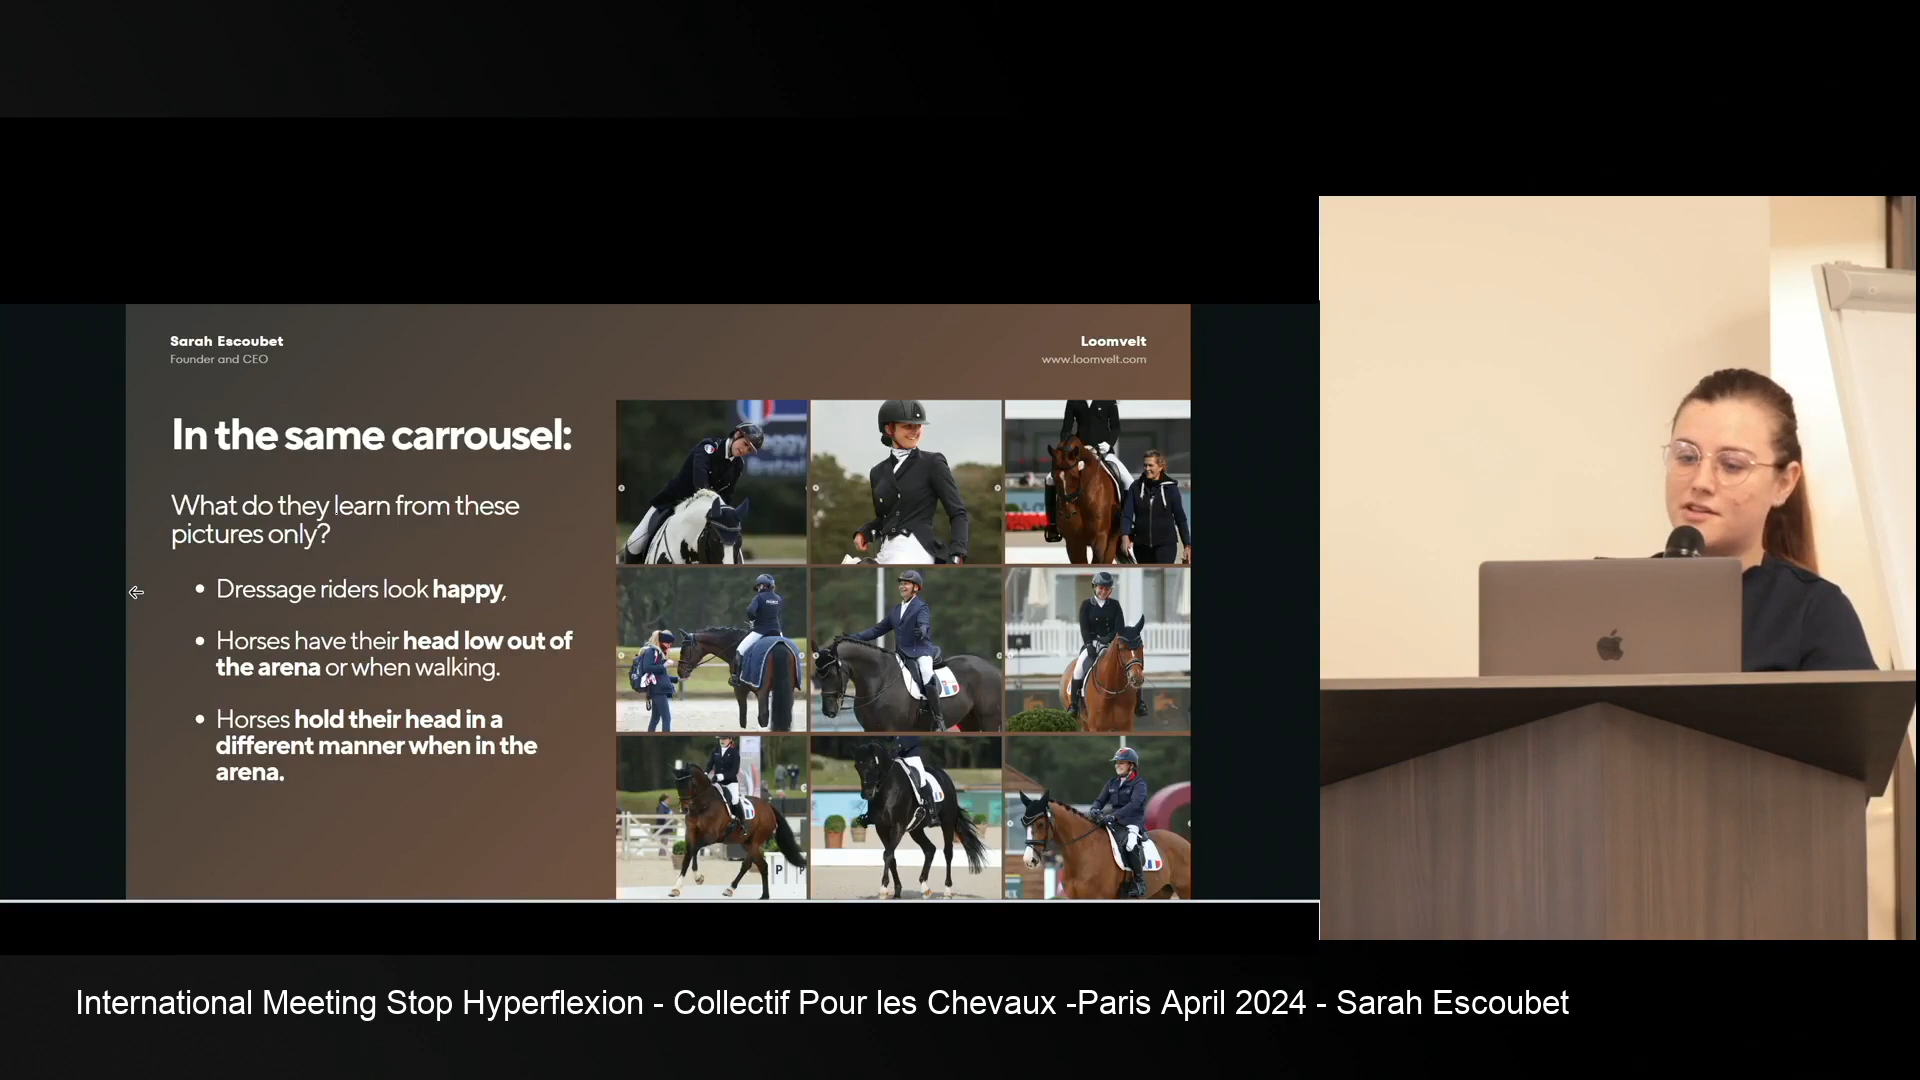 Sarah Escoubet
Founder and CEO
Loomvelt
www.loomvelt.com
In the same carrousel:
What do they learn from these
pictures only?
• Dressage riders look happy,
• Horses have their head low out of
the arena or when walking.
• Horses hold their head in a
different manner when in the
arena.
P
International Meeting Stop Hyperflexion - Collectif Pour les Chevaux -Paris April 2024 - Sarah Escoubet